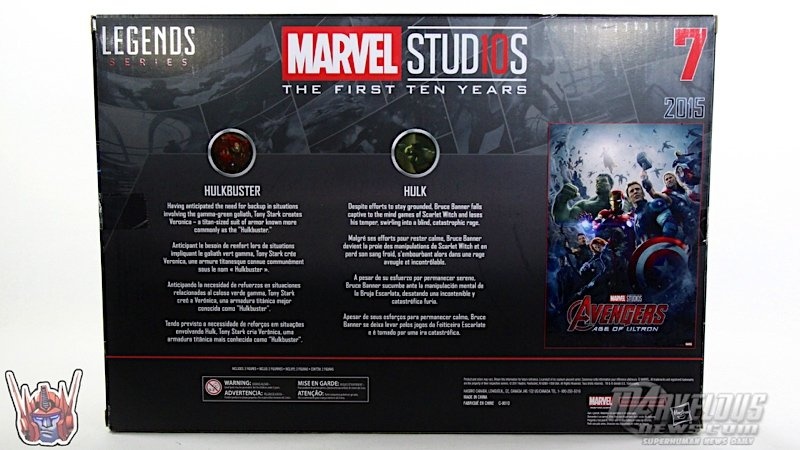 LEGENDS
SERIES
MARVEL STUD10S
THE FIRST TEN YEARS
7
2015
HULKBUSTER
Having anticipated the need for backup in situations
involving the gamma-green goliath, Tony Stark creates
Veronica – a titan-sized suit of armor known more
commonly as the "Hulkbuster."
Anticipant le besoin de renfort lors de situations
impliquant le goliath vert gamma, Tony Stark crée
Veronica, une armure titanesque connue communément
sous le nom « Hulkbuster ».
Anticipando la necesidad de refuerzos en situaciones
relacionadas al coloso verde gamma, Tony Stark
creó a Verónica, una armadura titánica mejor
conocida como "Hulkbuster".
Tendo previsto a necessidade de reforços em situações
envolvendo Hulk, Tony Stark cria Verônica, uma
armadura titânica mais conhecida como "Hulkbuster".
HULK
Despite efforts to stay grounded, Bruce Banner falls
captive to the mind games of Scarlet Witch and loses
his temper, swirling into a blind, catastrophic rage.
Malgré ses efforts pour rester calme, Bruce Banner
devient la proie des manipulations de Scarlet Witch et en
perd son sang froid, s'embourbant alors dans une rage
aveugle et incontrôlable.
A pesar de su esfuerzo por permanecer sereno,
Bruce Banner sucumbe ante la manipulación mental de
la Bruja Escarlata, desatando una incontenible y
catastrófica furia.
Apesar de seus esforços para permanecer calmo, Bruce
Banner se deixa levar pelos jogos da Feiticeira Escarlate
e é tomado por uma ira catastrófica.
MARVEL STUDIOS
AVENGERS
AGE OF ULTRON
WARNING:
ADVERTENCIA:
MISE EN GARDE:
ATENÇÃO:
MADE IN CHINA
FABRIQUÉ EN CHINE
MARVEL
Hasbro
MARVELOUS
NEWS.COM
SUPERHUMAN NEWS DAILY